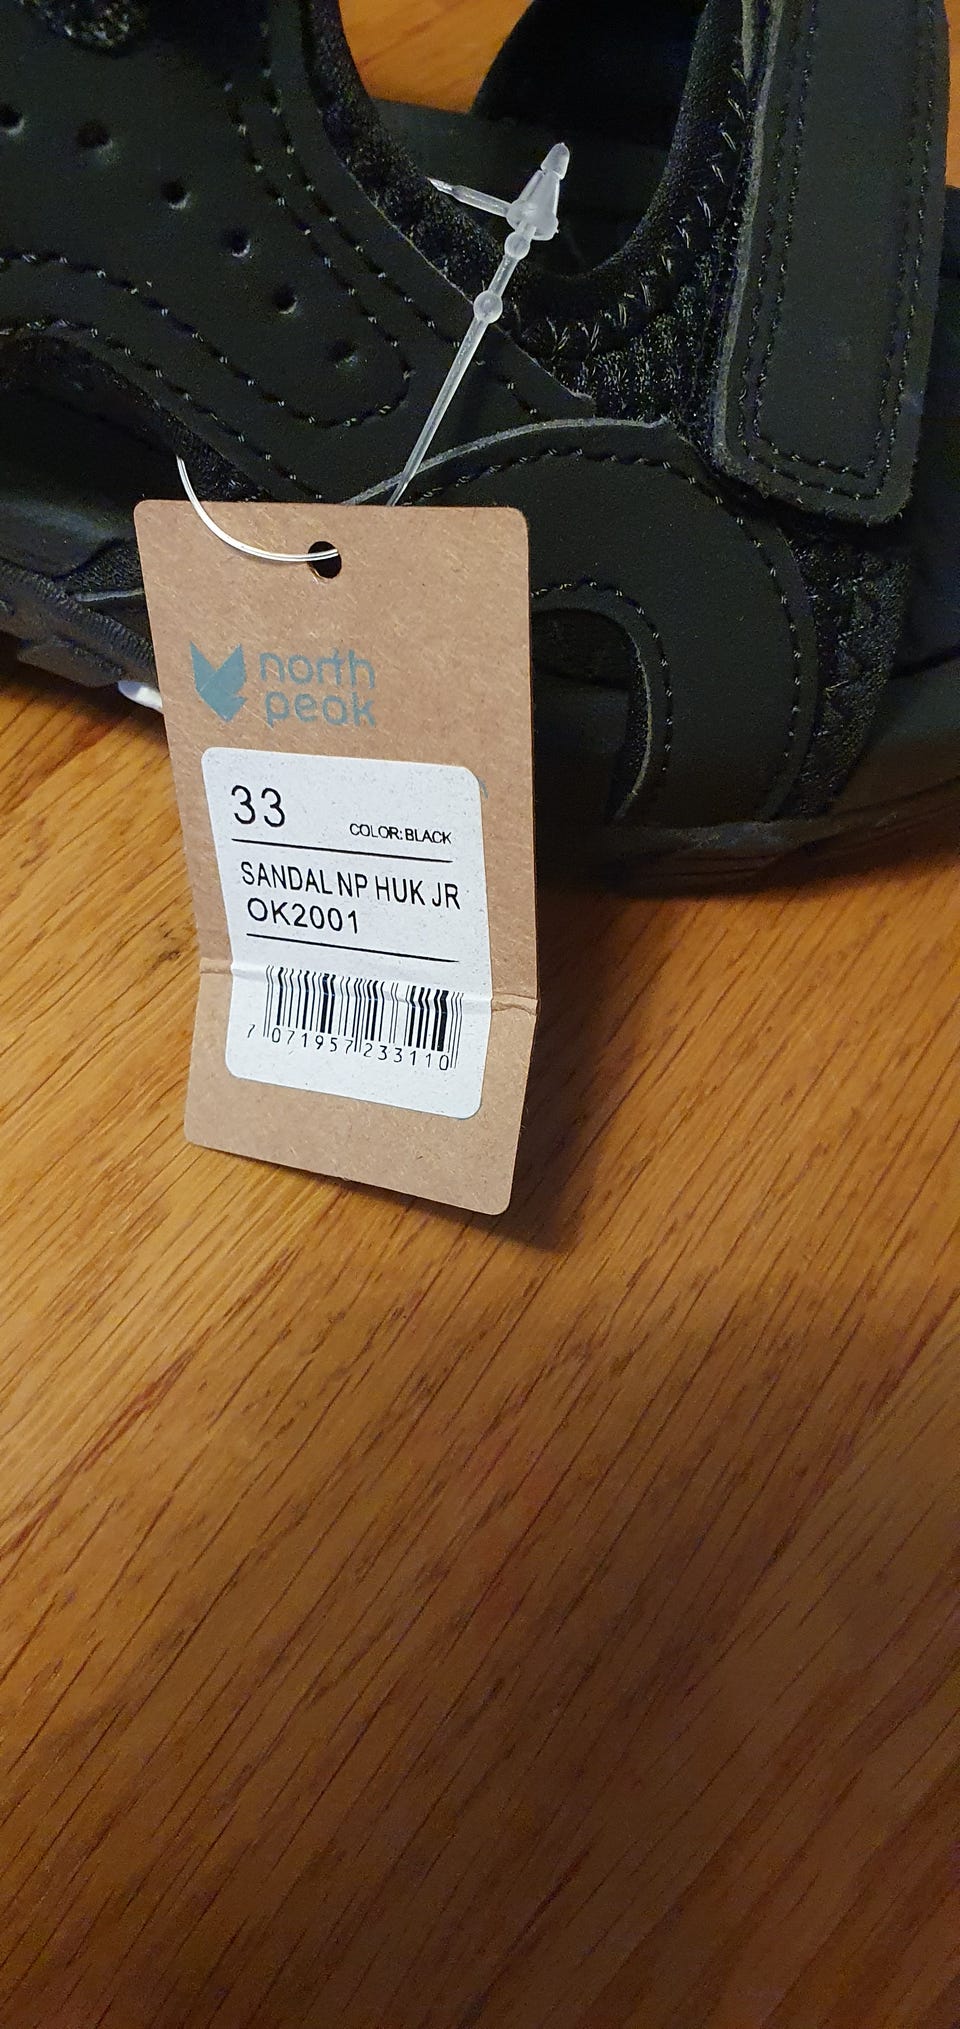 north
peak
33
COLOR:BLACK
SANDAL NP HUK JR
OK2001
7 071957 233110